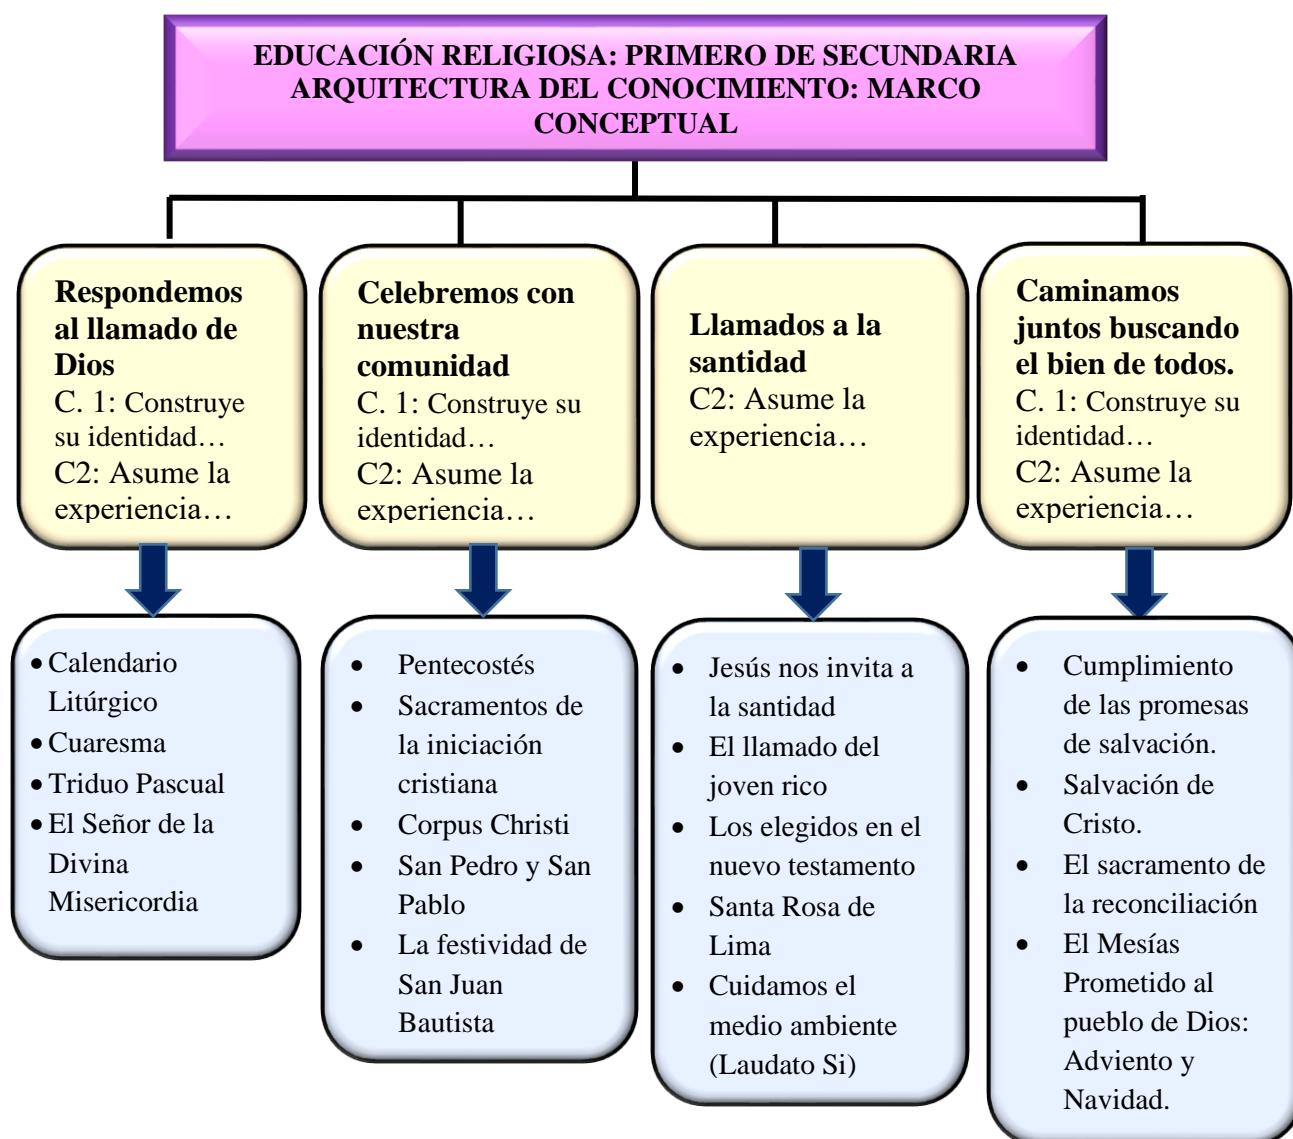 EDUCACIÓN RELIGIOSA: PRIMERO DE SECUNDARIA
ARQUITECTURA DEL CONOCIMIENTO: MARCO
CONCEPTUAL
Respondemos
al llamado de
Dios
C. 1: Construye
su identidad…
C2: Asume la
experiencia…
Celebremos con
nuestra
comunidad
C. 1: Construye su
identidad…
C2: Asume la
experiencia…
Llamados a la
santidad
C2: Asume la
experiencia…
Caminamos
juntos buscando
el bien de todos.
C. 1: Construye su
identidad…
C2: Asume la
experiencia…
• Calendario
Litúrgico
• Cuaresma
• Triduo Pascual
• El Señor de la
Divina
Misericordia
• Pentecostés
• Sacramentos de
la iniciación
cristiana
• Corpus Christi
• San Pedro y San
Pablo
• La festividad de
San Juan
Bautista
• Jesús nos invita a
la santidad
• El llamado del
joven rico
• Los elegidos en el
nuevo testamento
• Santa Rosa de
Lima
• Cuidamos el
medio ambiente
(Laudato Si)
• Cumplimiento
de las promesas
de salvación.
• Salvación de
Cristo.
• El sacramento de
la reconciliación
• El Mesías
Prometido al
pueblo de Dios:
Adviento y
Navidad.